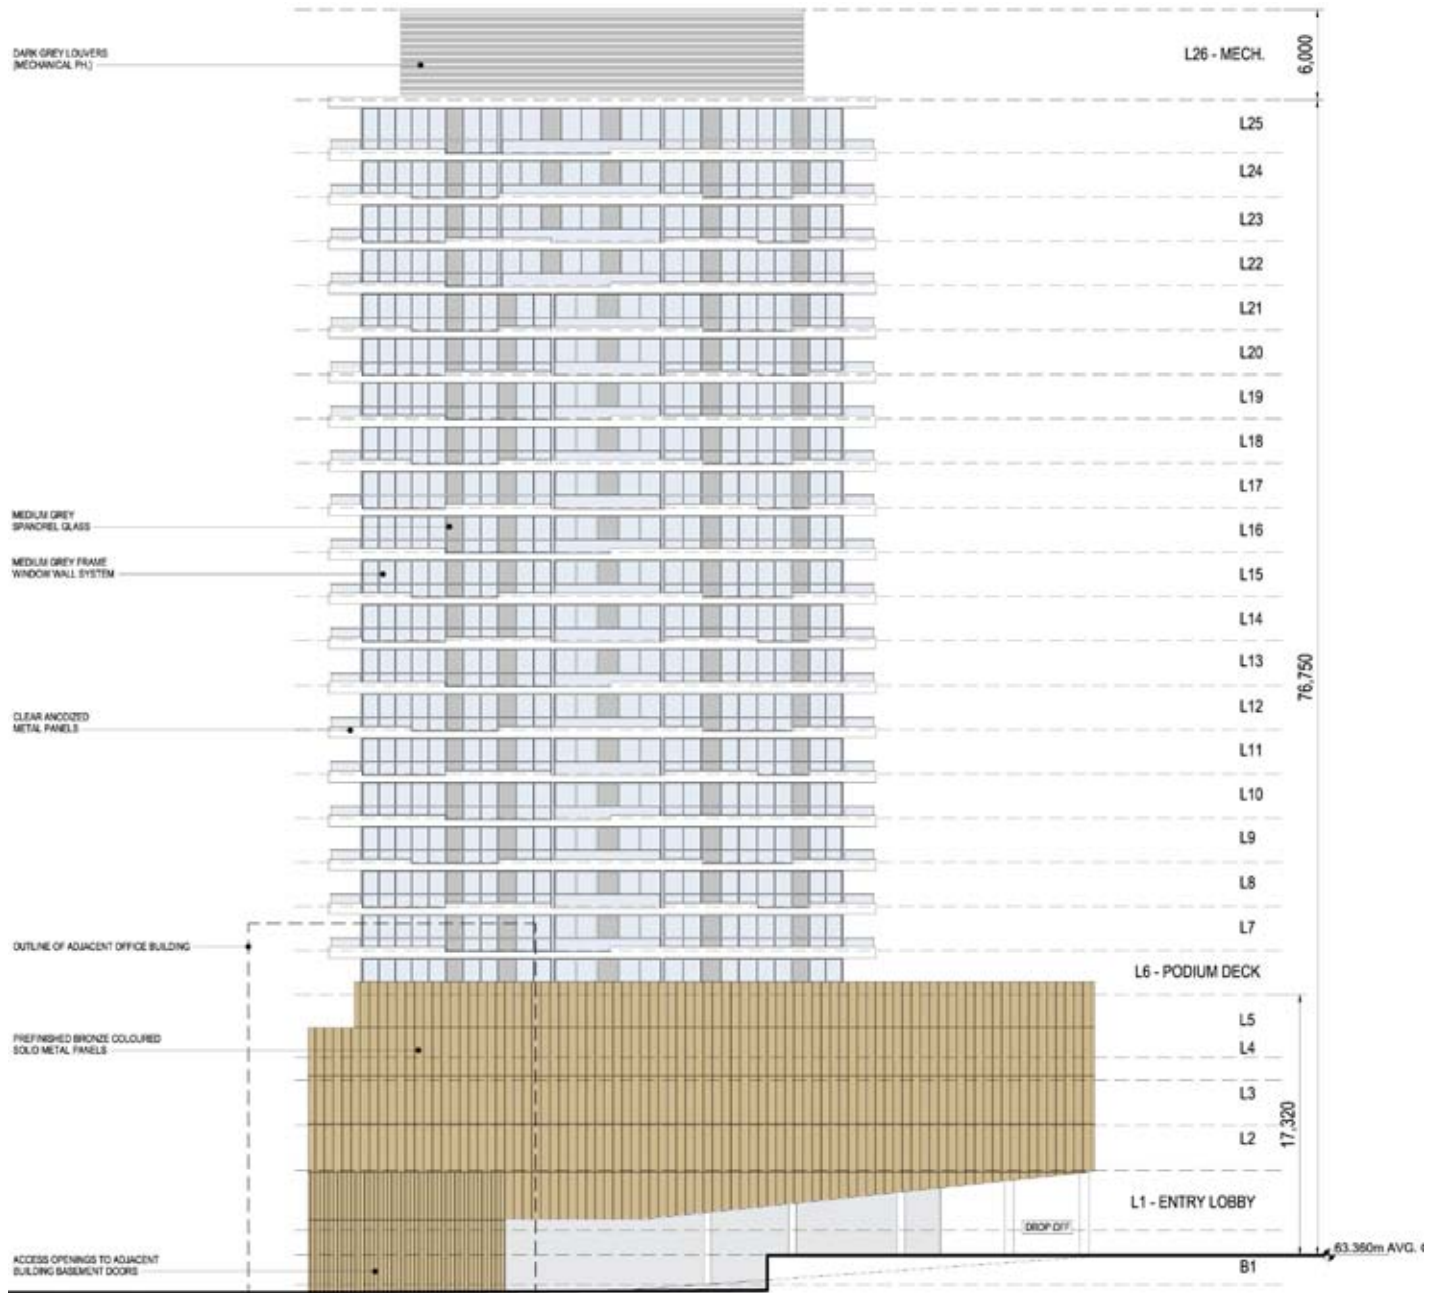 DARK GREY LOUVERS
[MECHANICAL PH.]
L26 - MECH.
6,000
L25
L24
L23
L22
L21
L20
L19
L18
L17
MEDIUM GREY
SPANDREL GLASS
L16
MEDIUM GREY FRAME
WINDOW WALL SYSTEM
L15
L14
L13
76,750
CLEAR ANODIZED
METAL PANELS
L12
L11
L10
L9
L8
L7
OUTLINE OF ADJACENT OFFICE BUILDING
L6 - PODIUM DECK
L5
PREFINISHED BRONZE COLOURED
SOLID METAL PANELS
L4
L3
17,320
L2
L1 - ENTRY LOBBY
DROP OFF
63.360m AVG.
ACCESS OPENINGS TO ADJACENT
BUILDING BASEMENT DOORS
B1